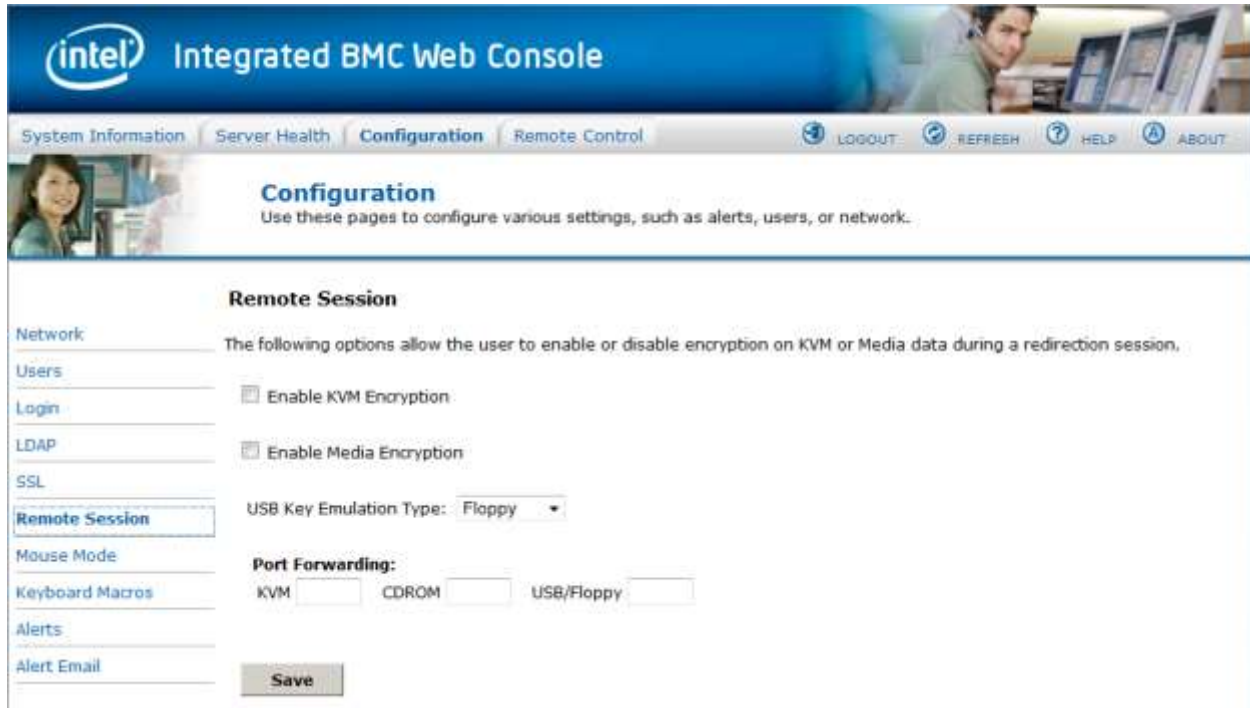 intel Integrated BMC Web Console
System Information Server Health Configuration Remote Control LOGOUT REFRESH HELP ABOUT
Configuration
Use these pages to configure various settings, such as alerts, users, or network.
Remote Session
The following options allow the user to enable or disable encryption on KVM or Media data during a redirection session.
Network
Users
Login
LDAP
SSL
Remote Session
Mouse Mode
Keyboard Macros
Alerts
Alert Email
Enable KVM Encryption
Enable Media Encryption
USB Key Emulation Type: Floppy
Port Forwarding:
KVM CDROM USB/Floppy
Save